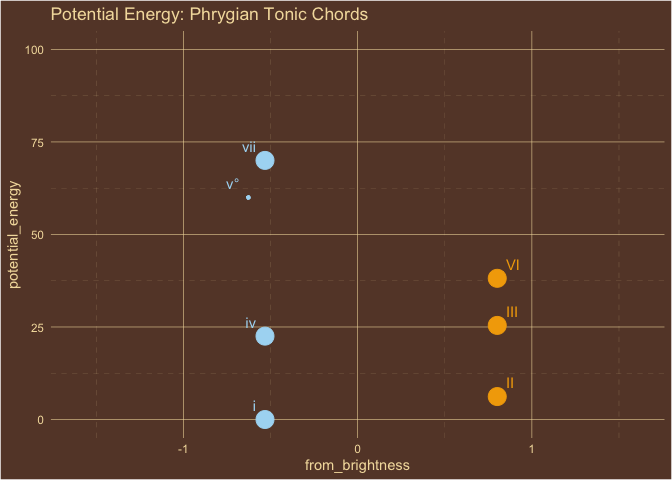 Potential Energy: Phrygian Tonic Chords
100
75
50
25
0
potential_energy
vii
v°
VI
iv
III
II
i
-1
0
1
from_brightness